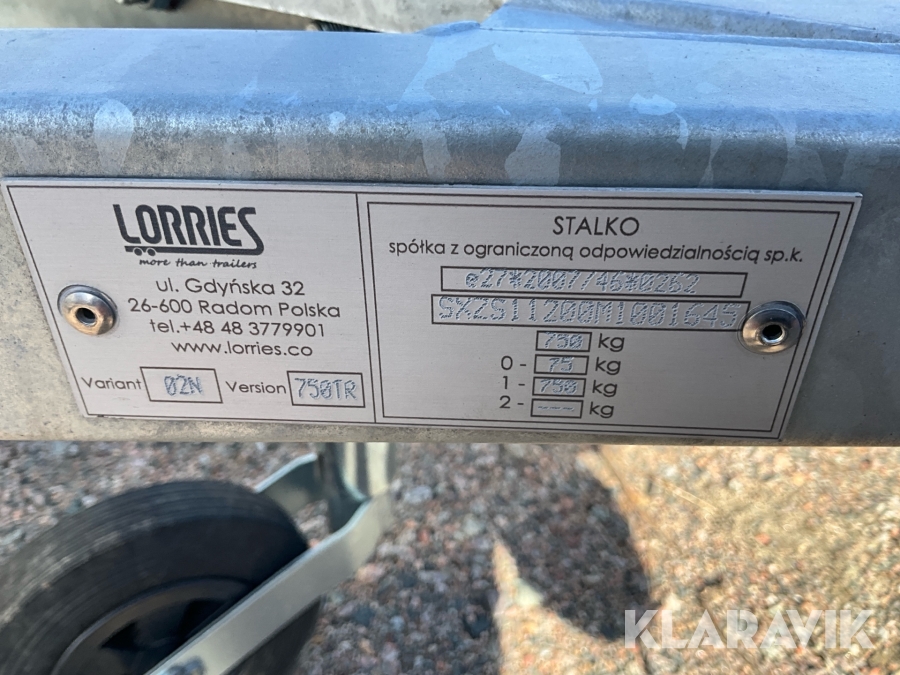 LORRIES
more than trailers
ul. Gdyńska 32
26-600 Radom Polska
tel.+48 48 3779901
www.lorries.co
Variant 02N Version 750TR
STALKO
spółka z ograniczoną odpowiedzialnością sp.k.
e27*2007/46*0262
SXZS11200M1001645
750 kg
0 - 75 kg
1 - 750 kg
2 - --- kg
KLARAVIK